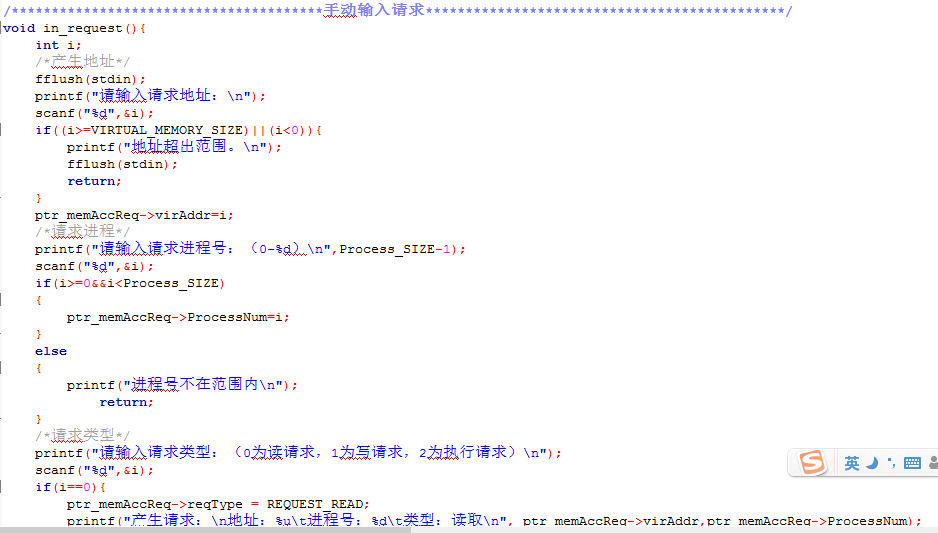 /***************************************手动输入请求*********************************************/
void in_request(){
    int i;
    /*产生地址*/
    fflush(stdin);
    printf("请输入请求地址：\n");
    scanf("%d",&i);
    if((i>=VIRTUAL_MEMORY_SIZE)||(i<0)){
        printf("地址超出范围。\n");
        fflush(stdin);
        return;
    }
    ptr_memAccReq->virAddr=i;
    /*请求进程*/
    printf("请输入请求进程号：（0-%d）\n",Process_SIZE-1);
    scanf("%d",&i);
    if(i>=0&&i<Process_SIZE)
    {
        ptr_memAccReq->ProcessNum=i;
    }
    else
    {
        printf("进程号不在范围内\n");
            return;
    }
    /*请求类型*/
    printf("请输入请求类型：（0为读请求，1为写请求，2为执行请求）\n");
    scanf("%d",&i);
    if(i==0){
        ptr_memAccReq->reqType = REQUEST_READ;
        printf("产生请求：\n地址：%u\t进程号：%d\t类型：读取\n", ptr_memAccReq->virAddr,ptr_memAccReq->ProcessNum);
英